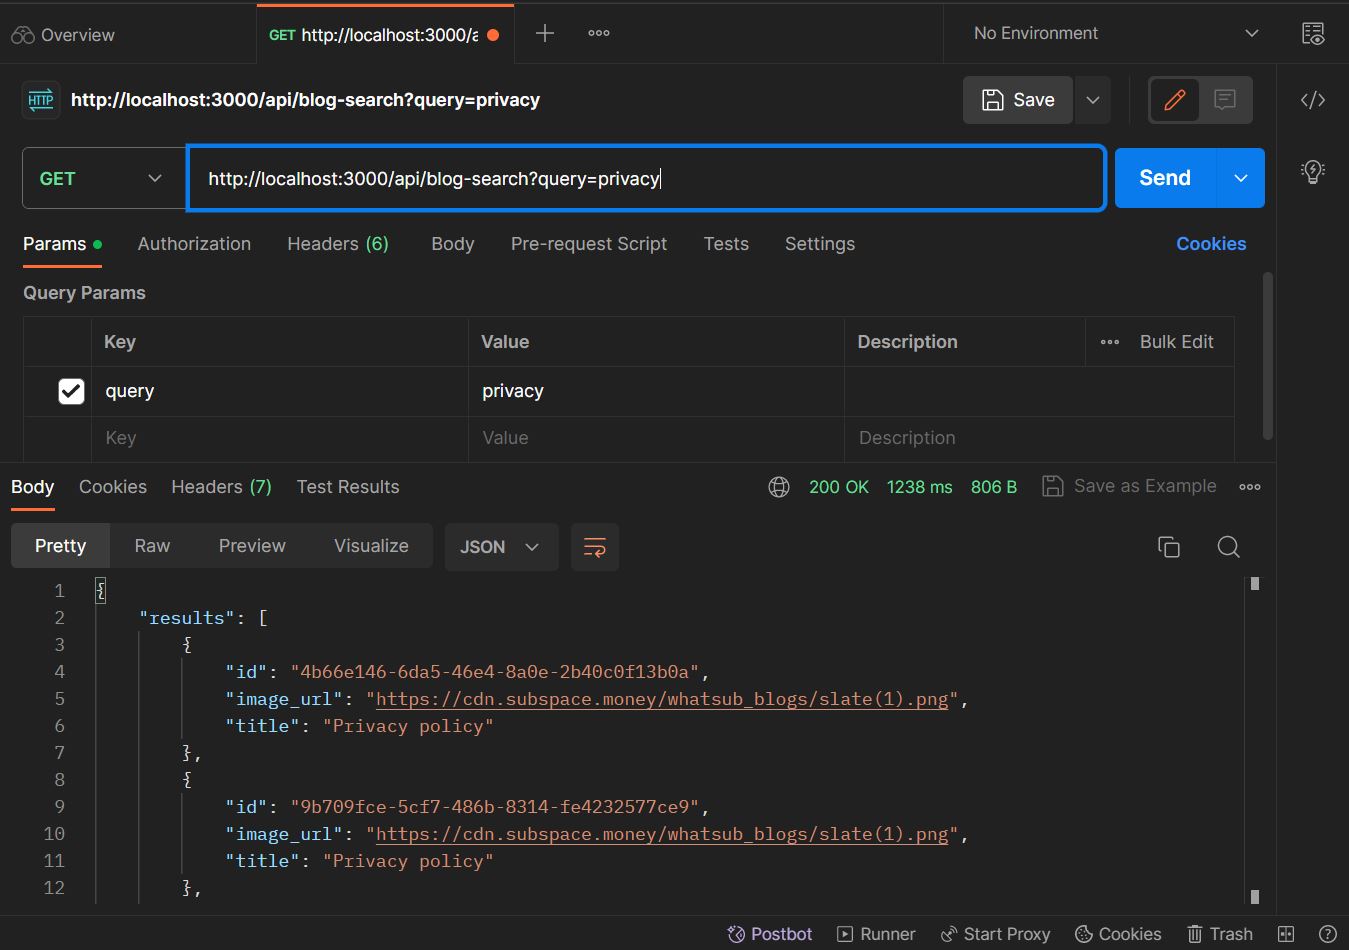 Overview
GET http://localhost:3000/a
No Environment
HTTP http://localhost:3000/api/blog-search?query=privacy
Save
GET
http://localhost:3000/api/blog-search?query=privacy
Send
Params Authorization Headers (6) Body Pre-request Script Tests Settings Cookies
Query Params
Key Value Description Bulk Edit
query privacy
Key Value Description
Body Cookies Headers (7) Test Results 200 OK 1238 ms 806 B Save as Example
Pretty Raw Preview Visualize JSON
1 {
2 "results": [
3 {
4 "id": "4b66e146-6da5-46e4-8a0e-2b40c0f13b0a",
5 "image_url": "https://cdn.subspace.money/whatsub_blogs/slate(1).png",
6 "title": "Privacy policy"
7 },
8 {
9 "id": "9b709fce-5cf7-486b-8314-fe4232577ce9",
10 "image_url": "https://cdn.subspace.money/whatsub_blogs/slate(1).png",
11 "title": "Privacy policy"
12 },
Postbot Runner Start Proxy Cookies Trash